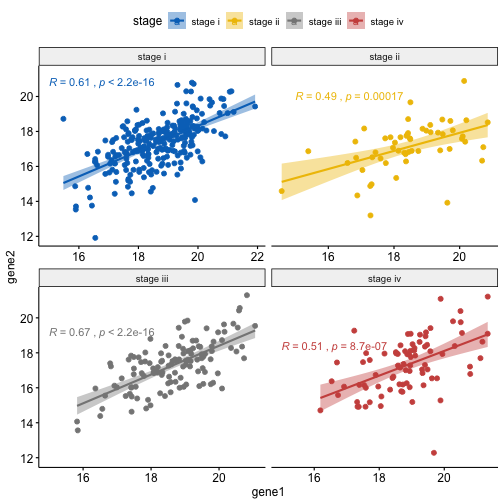 stage stage i stage ii stage iii stage iv
stage i
stage ii
R = 0.61 , p < 2.2e-16
R = 0.49 , p = 0.00017
20
18
16
14
12
16 18 20 22
16 18 20
stage iii
stage iv
R = 0.67 , p < 2.2e-16
R = 0.51 , p = 8.7e-07
20
18
16
14
12
16 18 20
16 18 20
gene2
gene1